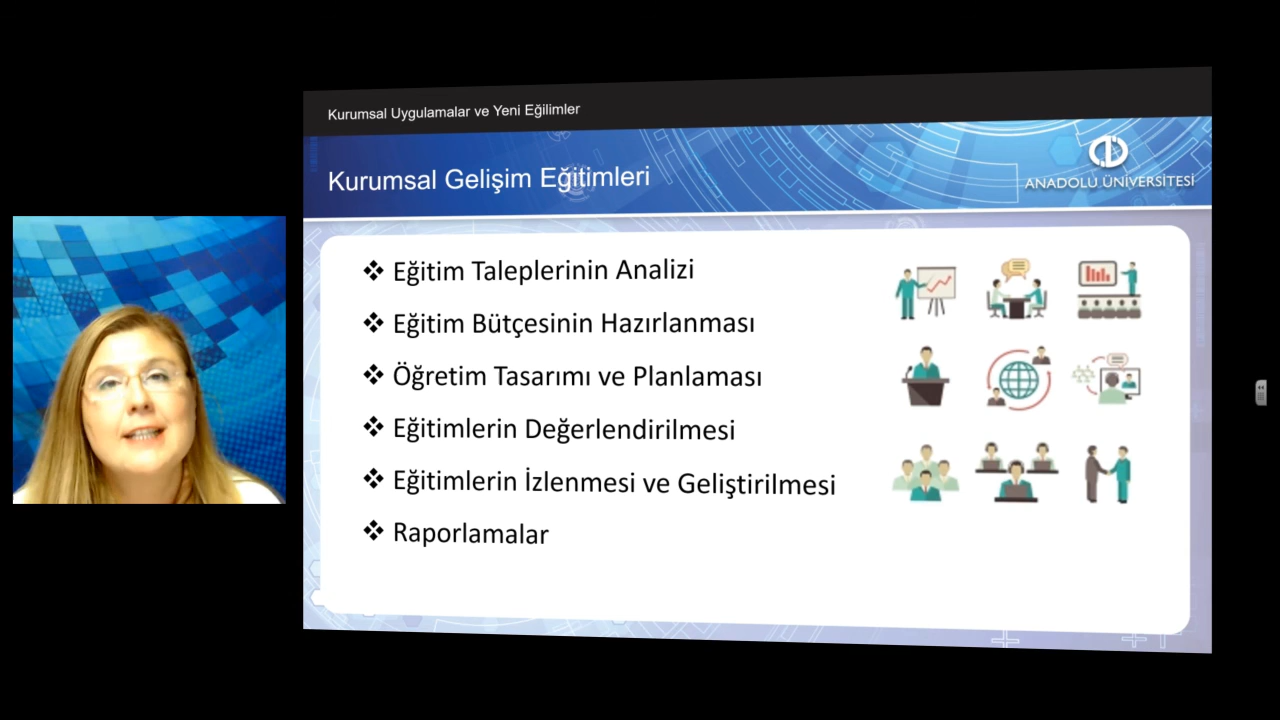 Kurumsal Uygulamalar ve Yeni Eğilimler
Kurumsal Gelişim Eğitimleri
ANADOLU ÜNİVERSİTESİ
❖ Eğitim Taleplerinin Analizi
❖ Eğitim Bütçesinin Hazırlanması
❖ Öğretim Tasarımı ve Planlaması
❖ Eğitimlerin Değerlendirilmesi
❖ Eğitimlerin İzlenmesi ve Geliştirilmesi
❖ Raporlamalar